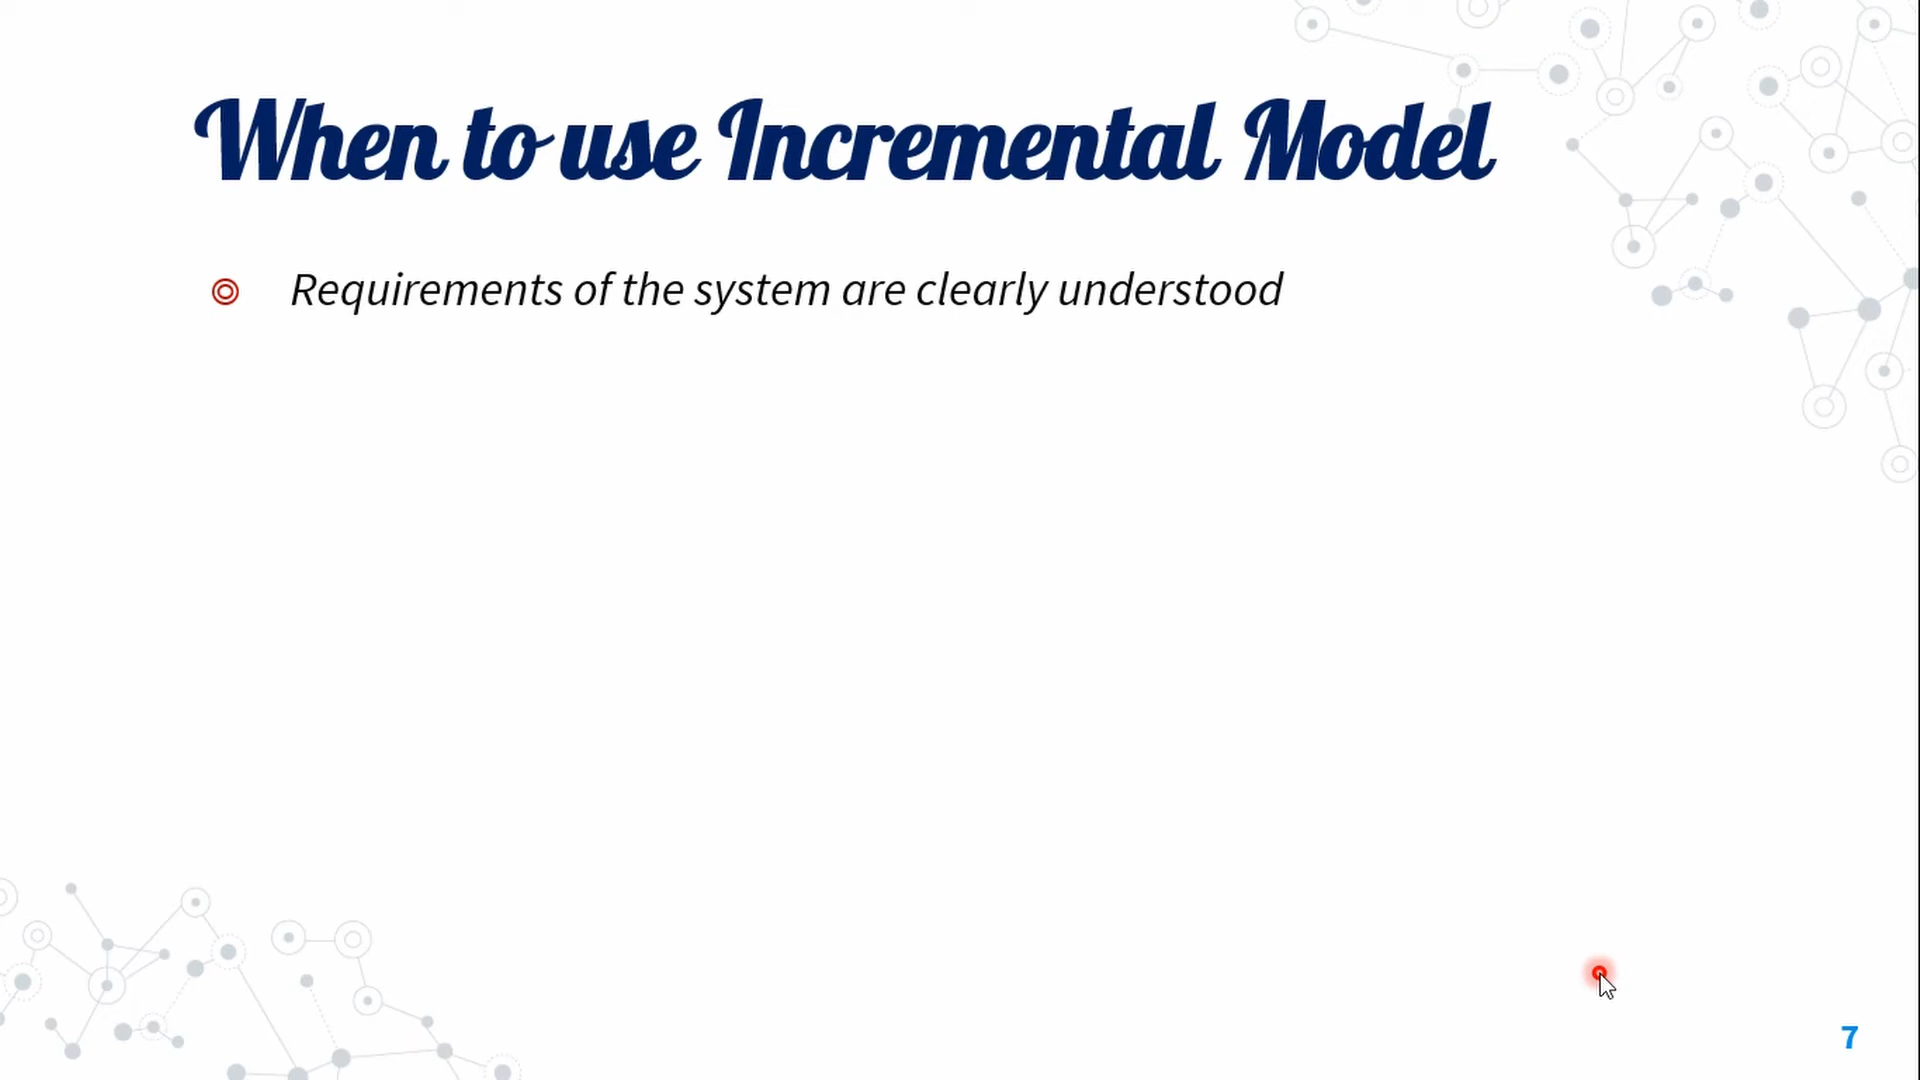 When to use Incremental Model
Requirements of the system are clearly understood
7